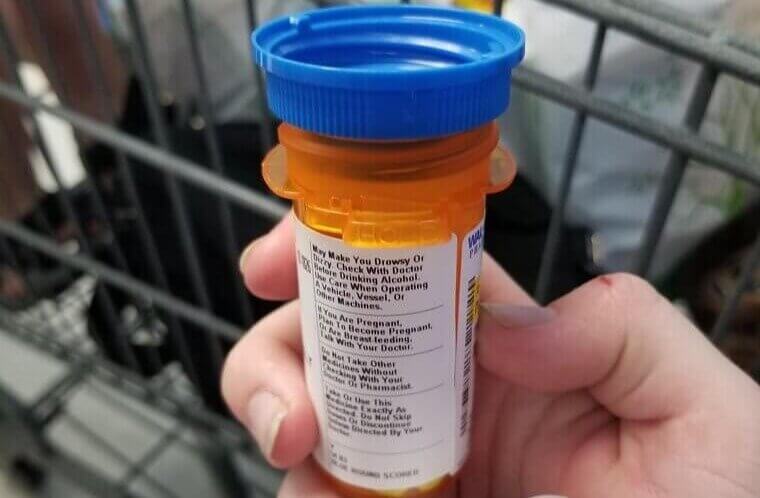 May Make You Drowsy Or
Dizzy. Check With Doctor
Before Drinking Alcohol.
Use Care When Operating
A Vehicle, Vessel, Or
Other Machines.
If You Are Pregnant,
Plan To Become Pregnant,
Or Are Breast-feeding,
Talk With Your Doctor.
Do Not Take Other
Medicines Without
Checking With Your
Doctor Or Pharmacist.
Take Or Use This
Medicine Exactly As
Directed. Do Not Skip
Doses Or Discontinue
Unless Directed By Your
Doctor.
ROUND SCORED
WAL